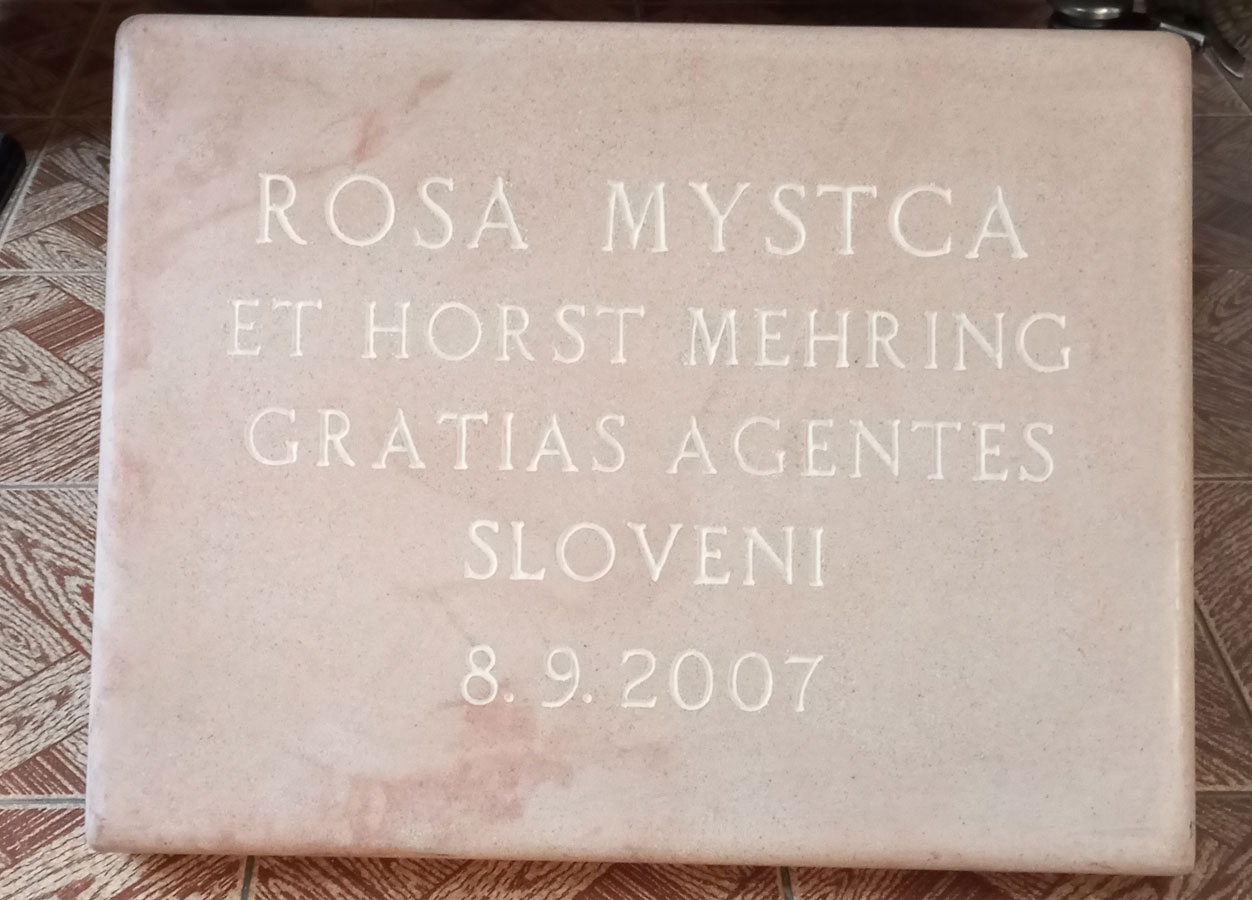 ROSA MYSTCA
ET HORST MEHRING
GRATIAS AGENTES
SLOVENI
8. 9. 2007